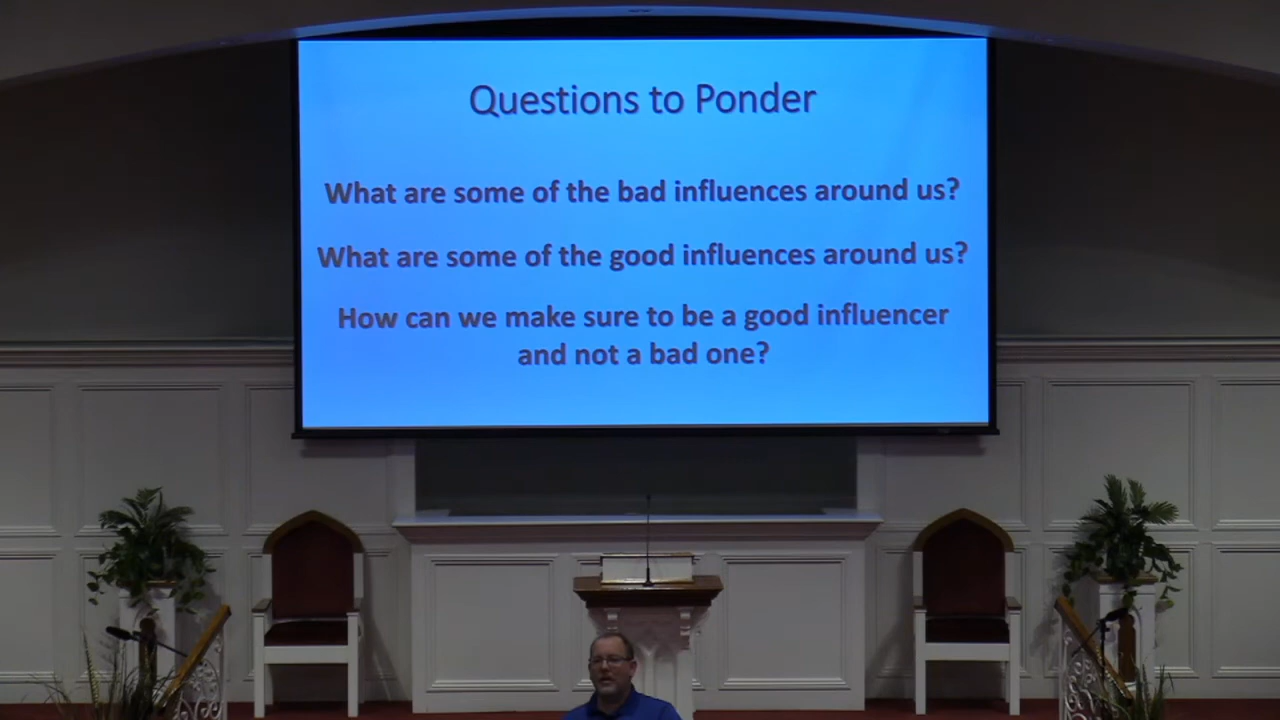 Questions to Ponder
What are some of the bad influences around us?
What are some of the good influences around us?
How can we make sure to be a good influencer
and not a bad one?